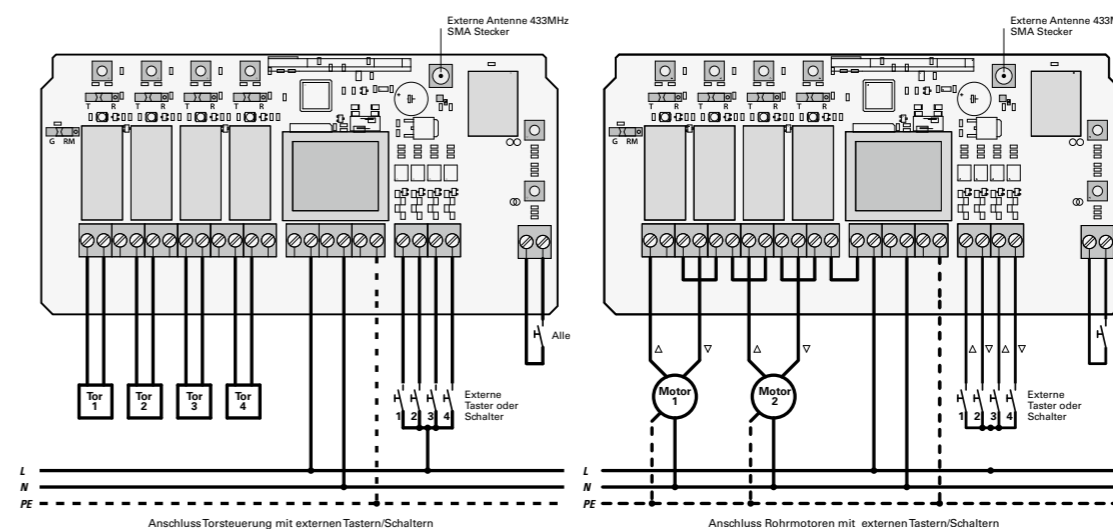 Externe Antenne 433MHz
SMA Stecker
T R T R T R T R
G RM
Alle
Tor
1
Tor
2
Tor
3
Tor
4
1 2 3 4
Externe
Taster oder
Schalter
L
N
PE
Anschluss Torsteuerung mit externen Tastern/Schaltern
Externe Antenne 433M
SMA Stecker
T R T R T R T R
G RM
Motor
1
Motor
2
1 2 3 4
Externe
Taster oder
Schalter
L
N
PE
Anschluss Rohrmotoren mit externen Tastern/Schaltern